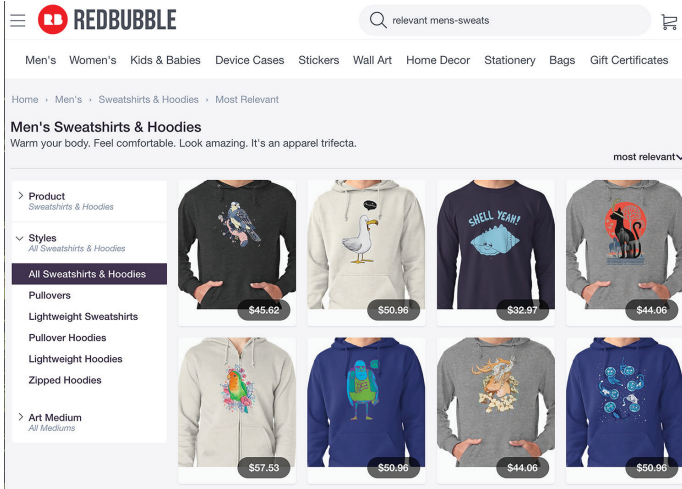 RB REDBUBBLE
relevant mens-sweats
Men's Women's Kids & Babies Device Cases Stickers Wall Art Home Decor Stationery Bags Gift Certificates
Home › Men's › Sweatshirts & Hoodies › Most Relevant
Men's Sweatshirts & Hoodies
Warm your body. Feel comfortable. Look amazing. It's an apparel trifecta.
most relevant
Product
Sweatshirts & Hoodies
Styles
All Sweatshirts & Hoodies
All Sweatshirts & Hoodies
Pullovers
Lightweight Sweatshirts
Pullover Hoodies
Lightweight Hoodies
Zipped Hoodies
Art Medium
All Mediums
SHELL YEAH!
$45.62 $50.96 $32.97 $44.06
$57.53 $50.96 $44.06 $50.96